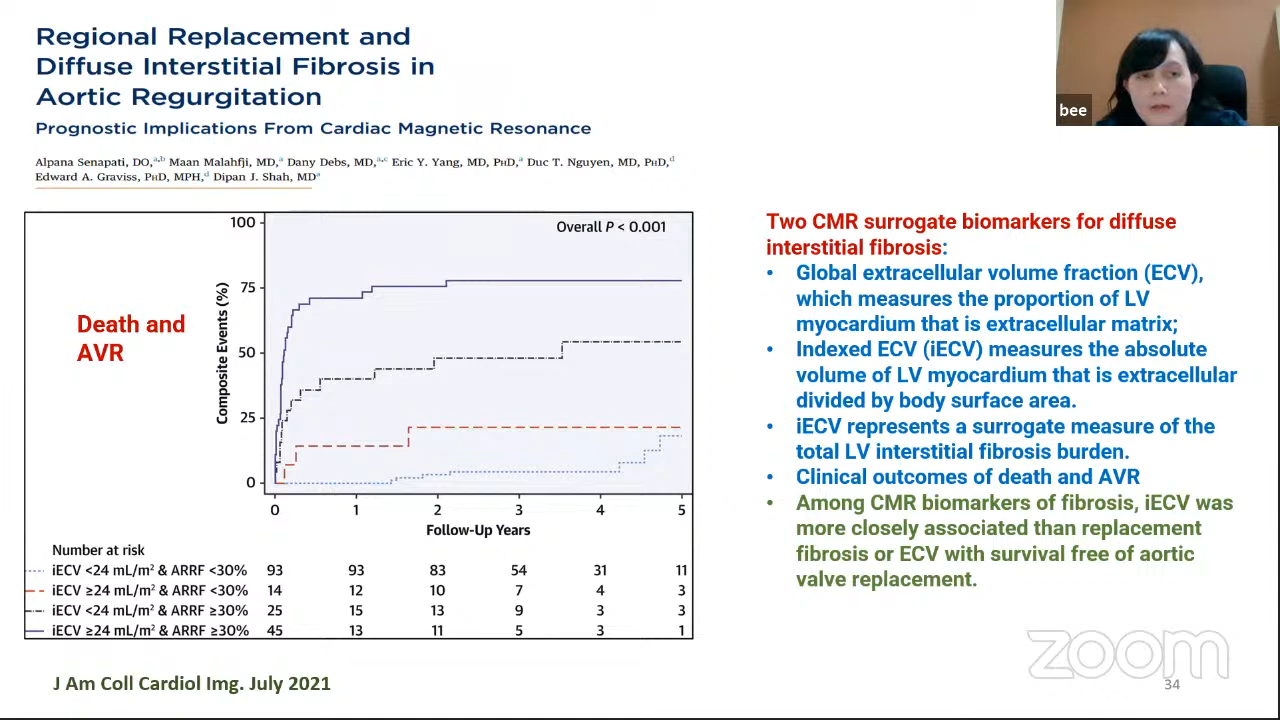 Regional Replacement and
Diffuse Interstitial Fibrosis in
Aortic Regurgitation
Prognostic Implications From Cardiac Magnetic Resonance
Alpana Senapati, DO,a,b Maan Malahfji, MD,a Dany Debs, MD,a,c Eric Y. Yang, MD, PhD,a Duc T. Nguyen, MD, PhD,d
Edward A. Graviss, PhD, MPH,d Dipan J. Shah, MDa
bee
Death and
AVR
Composite Events (%)
100
75
50
25
0
Overall P < 0.001
0 1 2 3 4 5
Follow-Up Years
Number at risk
iECV <24 mL/m² & ARRF <30% 93 93 83 54 31 11
iECV ≥24 mL/m² & ARRF <30% 14 12 10 7 4 3
iECV <24 mL/m² & ARRF ≥30% 25 15 13 9 3 3
iECV ≥24 mL/m² & ARRF ≥30% 45 13 11 5 3 1
Two CMR surrogate biomarkers for diffuse
interstitial fibrosis:
• Global extracellular volume fraction (ECV),
which measures the proportion of LV
myocardium that is extracellular matrix;
• Indexed ECV (iECV) measures the absolute
volume of LV myocardium that is extracellular
divided by body surface area.
• iECV represents a surrogate measure of the
total LV interstitial fibrosis burden.
• Clinical outcomes of death and AVR
• Among CMR biomarkers of fibrosis, iECV was
more closely associated than replacement
fibrosis or ECV with survival free of aortic
valve replacement.
J Am Coll Cardiol Img. July 2021
zoom
34